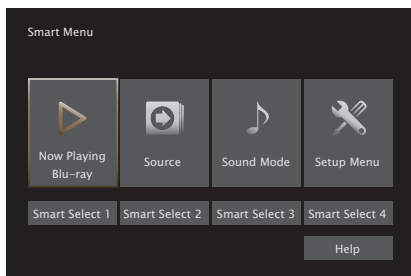 Smart Menu
Now Playing
Blu-ray
Source
Sound Mode
Setup Menu
Smart Select 1
Smart Select 2
Smart Select 3
Smart Select 4
Help